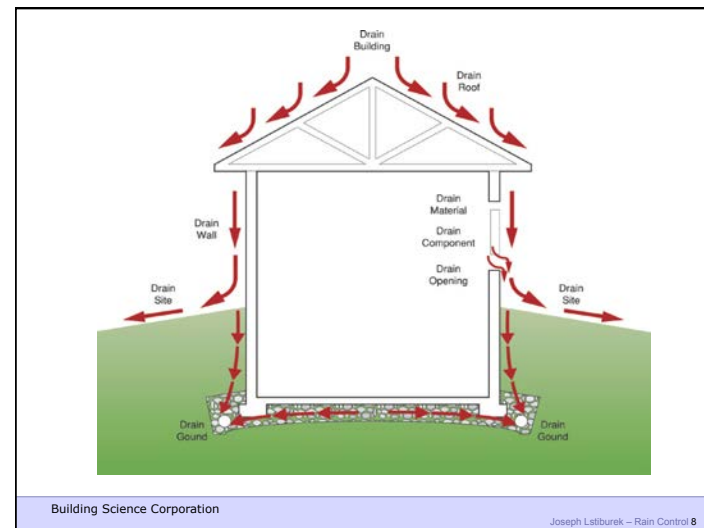 Drain
Building
Drain
Roof
Drain
Material
Drain
Wall
Drain
Component
Drain
Opening
Drain
Site
Drain
Site
Drain
Gound
Drain
Gound
Building Science Corporation
Joseph Lstiburek – Rain Control 8